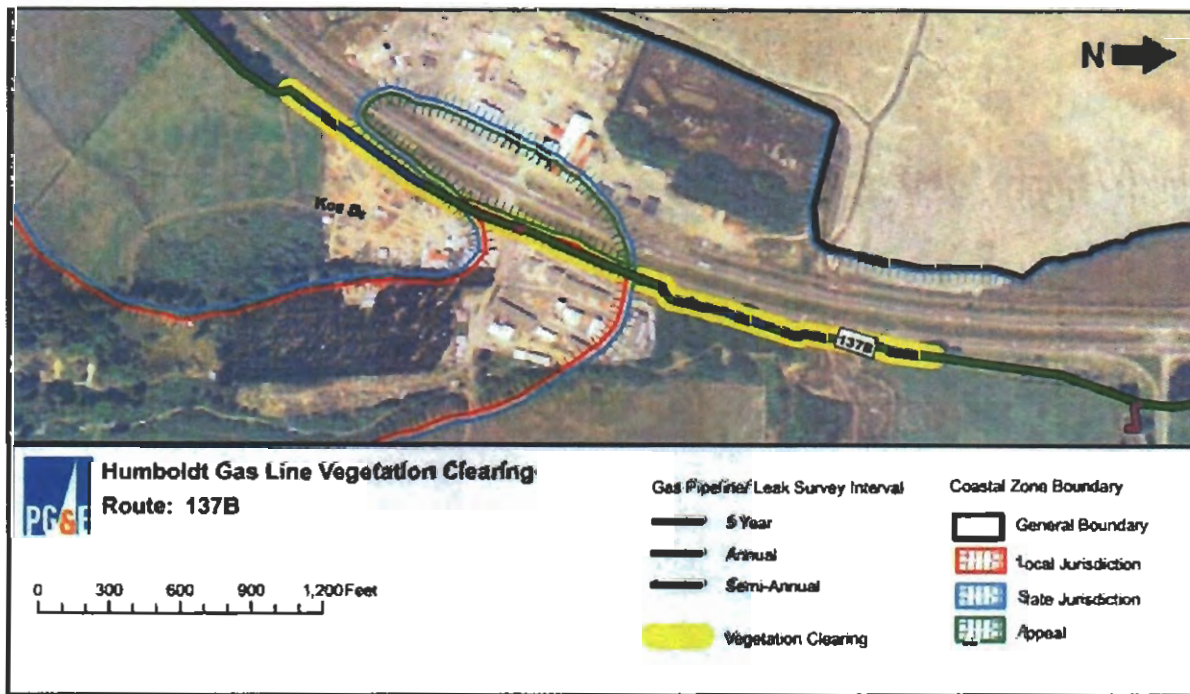 N
Kos Dr
137B
PG&E
Humboldt Gas Line Vegetation Clearing
Route: 137B
0 300 600 900 1,200 Feet
Gas Pipeline/ Leak Survey Interval
5 Year
Annual
Semi-Annual
Vegetation Clearing
Coastal Zone Boundary
General Boundary
Local Jurisdiction
State Jurisdiction
Appeal